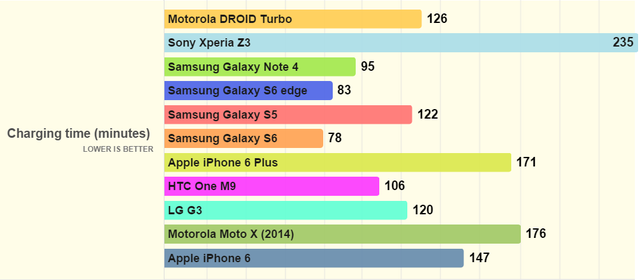 Motorola DROID Turbo 126
Sony Xperia Z3 235
Samsung Galaxy Note 4 95
Samsung Galaxy S6 edge 83
Samsung Galaxy S5 122
Charging time (minutes)
LOWER IS BETTER
Samsung Galaxy S6 78
Apple iPhone 6 Plus 171
HTC One M9 106
LG G3 120
Motorola Moto X (2014) 176
Apple iPhone 6 147